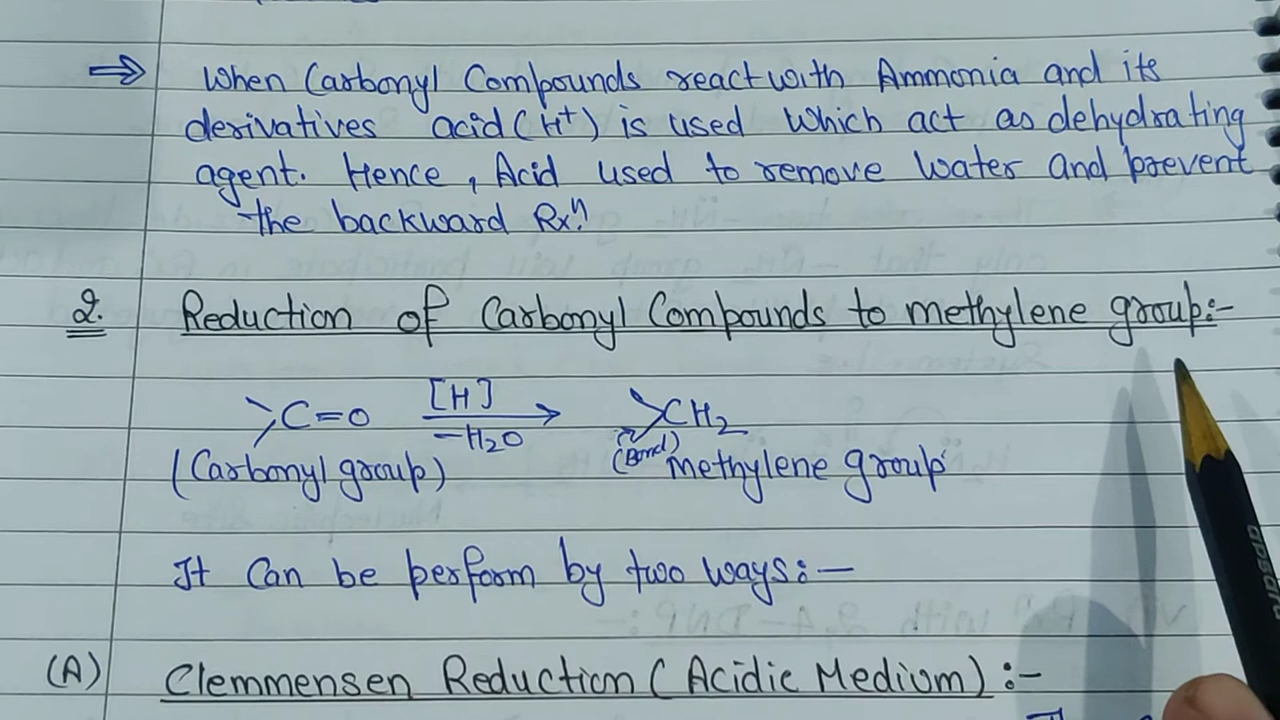 ⇒ When Carbonyl Compounds react with Ammonia and its
derivatives acid (H⁺) is used which act as dehydrating
agent. Hence, Acid used to remove water and prevent
the backward Rxⁿ.
2. Reduction of Carbonyl Compounds to methylene group:-
>C=O [H] → >CH₂
-H₂O
(Carbonyl group) (Bond) methylene group
It can be perform by two ways:-
(A) Clemmensen Reduction (Acidic Medium) :-
apsara